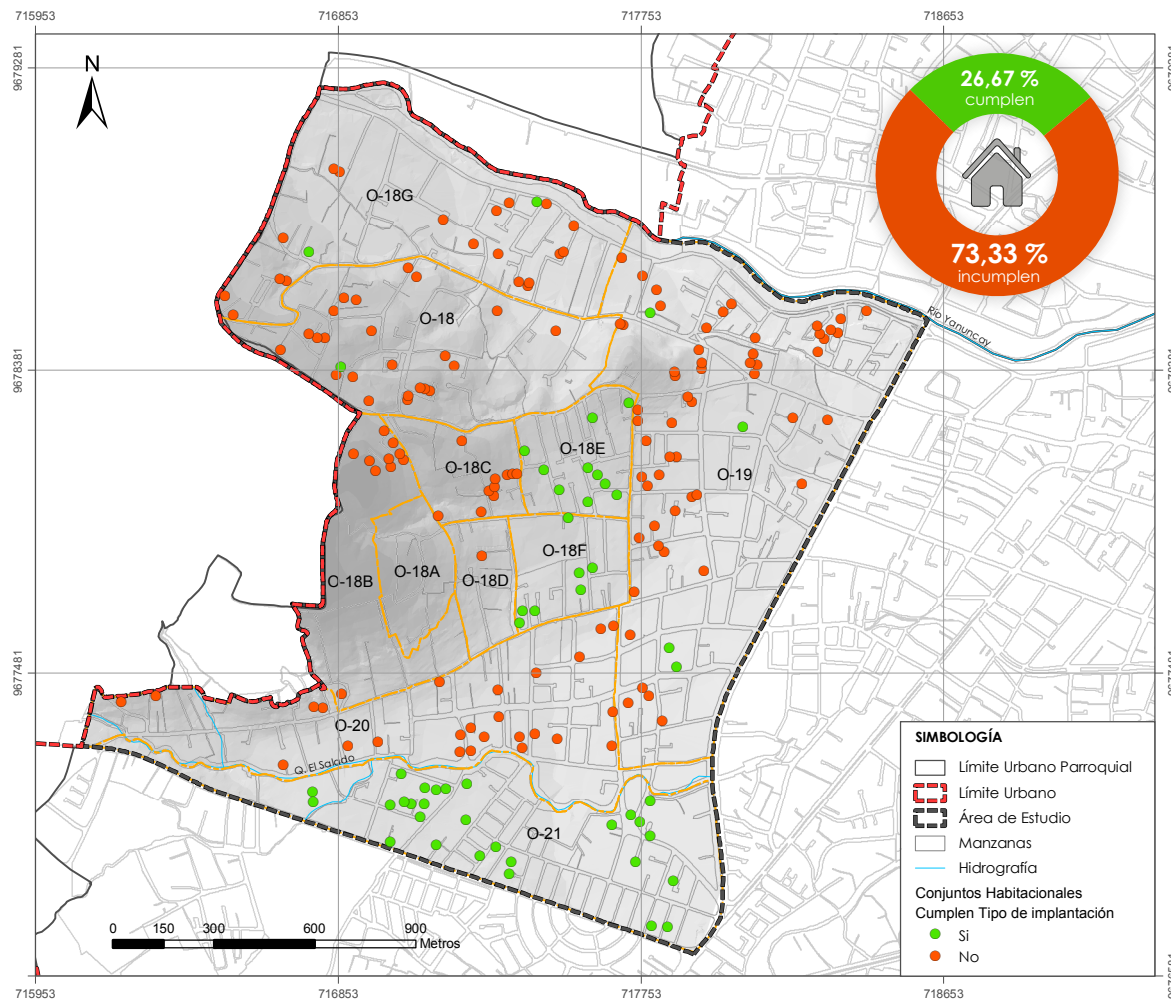 715953
716853
717753
718653
9679281
N
26,67 %
cumplen
73,33 %
incumplen
O-18G
O-18
Río Yanuncay
9678381
O-18E
O-18C
O-19
O-18F
O-18A
O-18B
O-18D
9677481
O-20
Q. El Salado
O-21
SIMBOLOGÍA
Límite Urbano Parroquial
Límite Urbano
Área de Estudio
Manzanas
Hidrografía
Conjuntos Habitacionales
Cumplen Tipo de implantación
Si
No
0 150 300 600 900
Metros
715953
716853
717753
718653